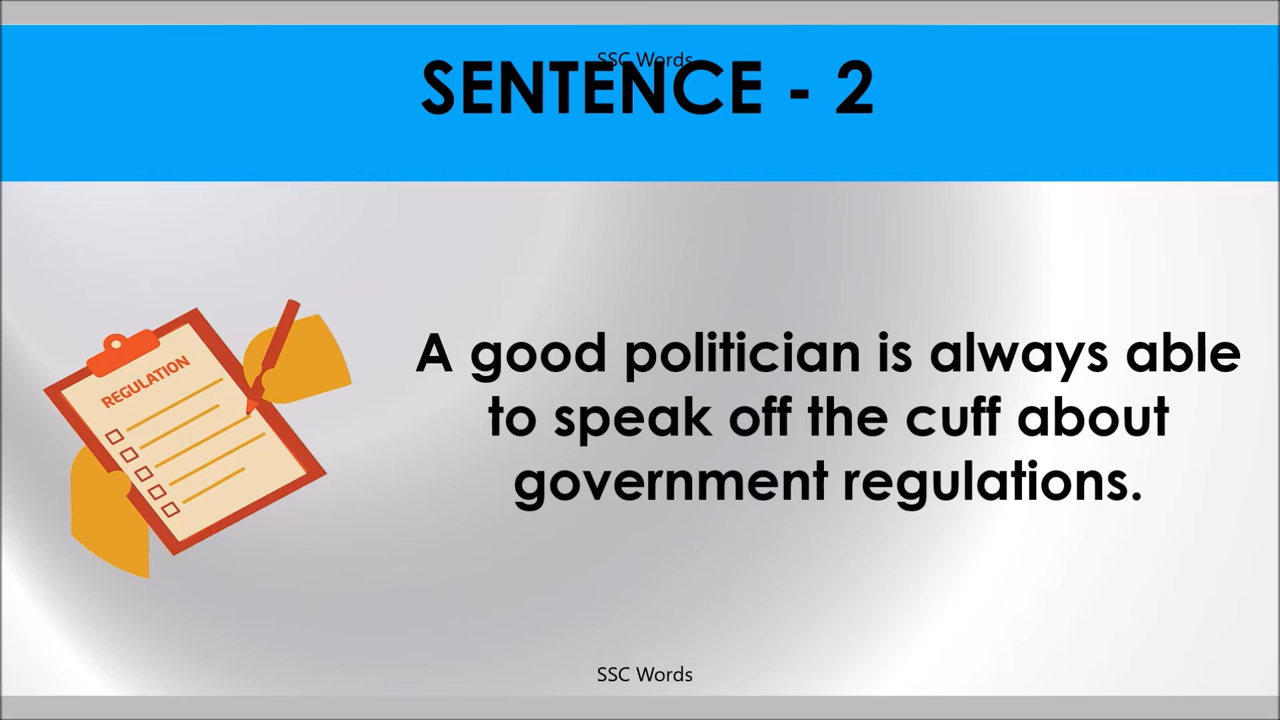 SSC Words
SENTENCE - 2
REGULATION
A good politician is always able
to speak off the cuff about
government regulations.
SSC Words